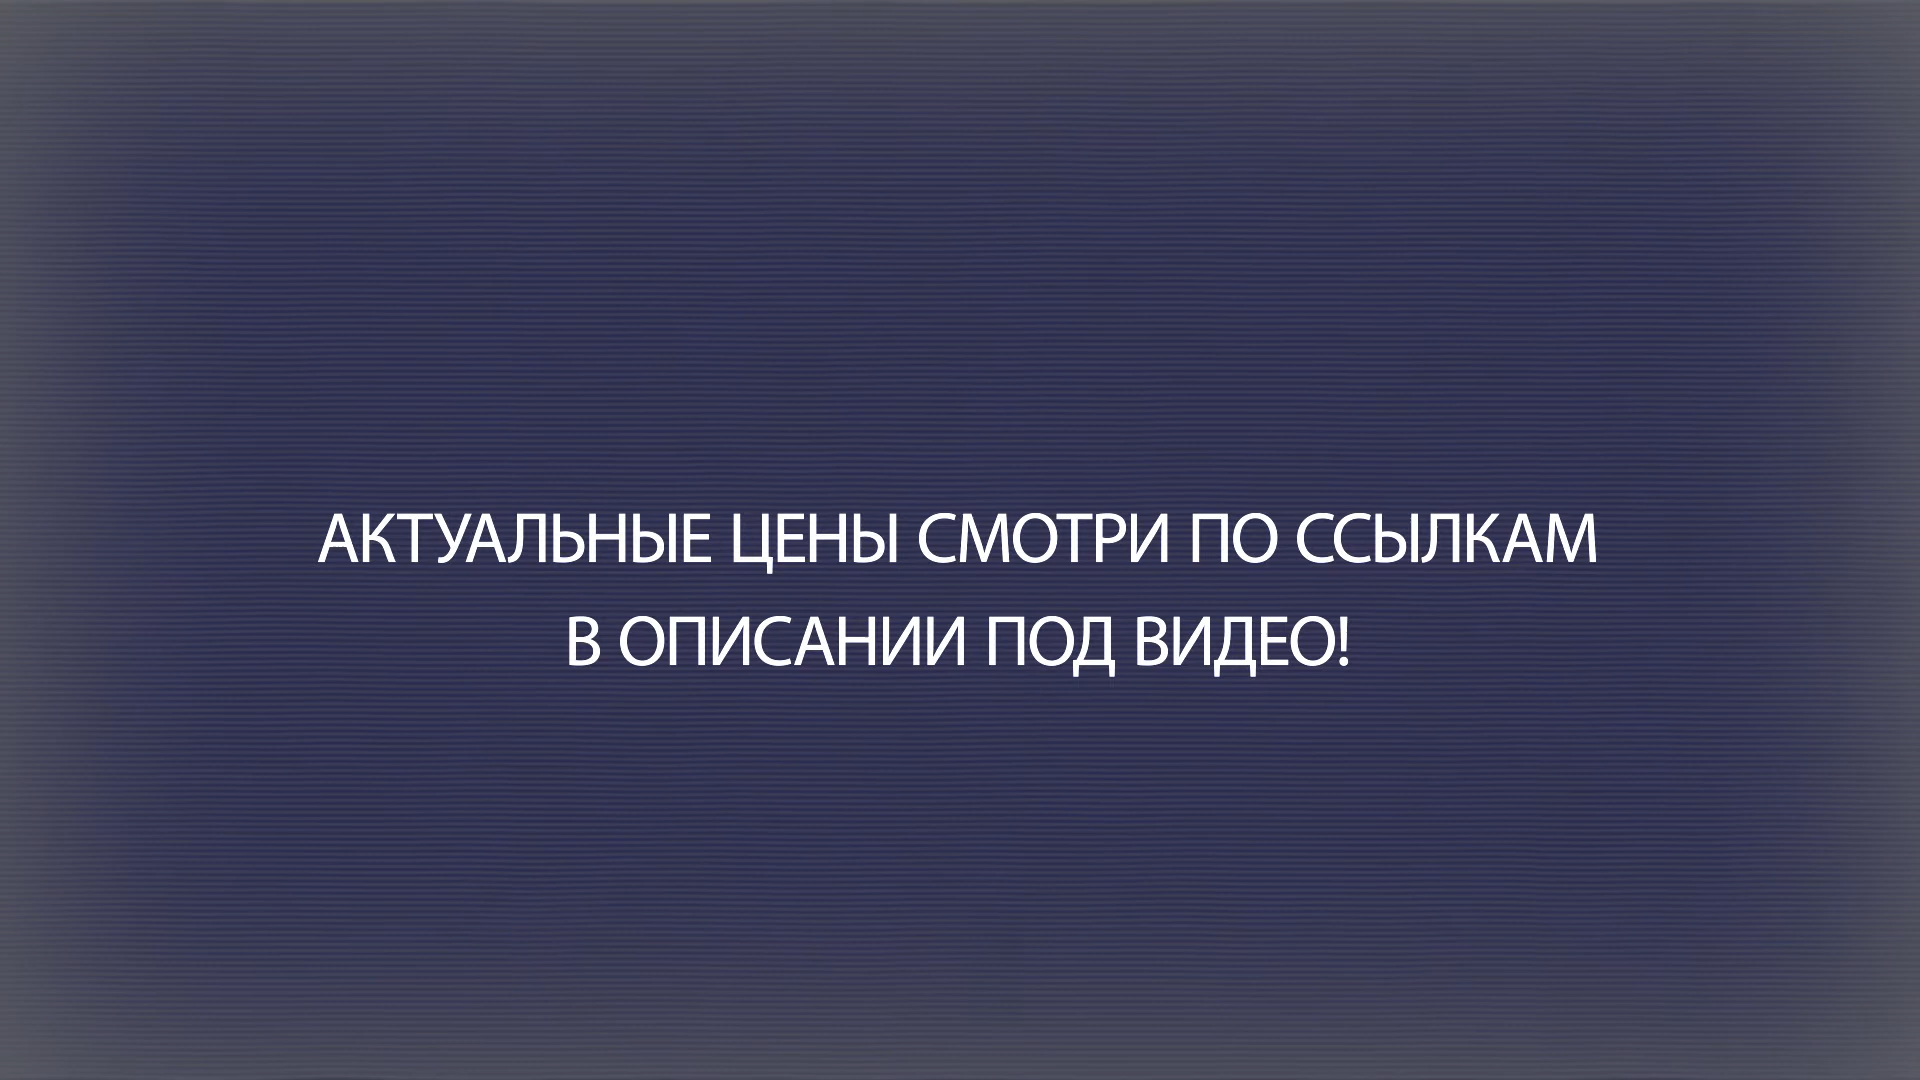 АКТУАЛЬНЫЕ ЦЕНЫ СМОТРИ ПО ССЫЛКАМ
В ОПИСАНИИ ПОД ВИДЕО!